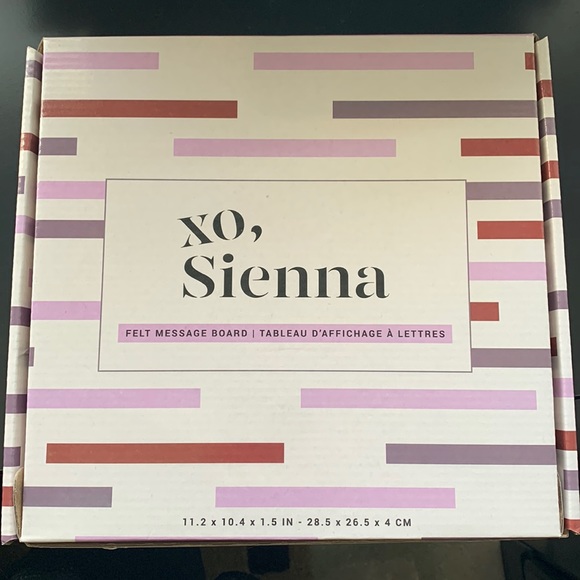 xo,
Sienna
FELT MESSAGE BOARD | TABLEAU D'AFFICHAGE À LETTRES
11.2 x 10.4 x 1.5 IN - 28.5 x 26.5 x 4 CM